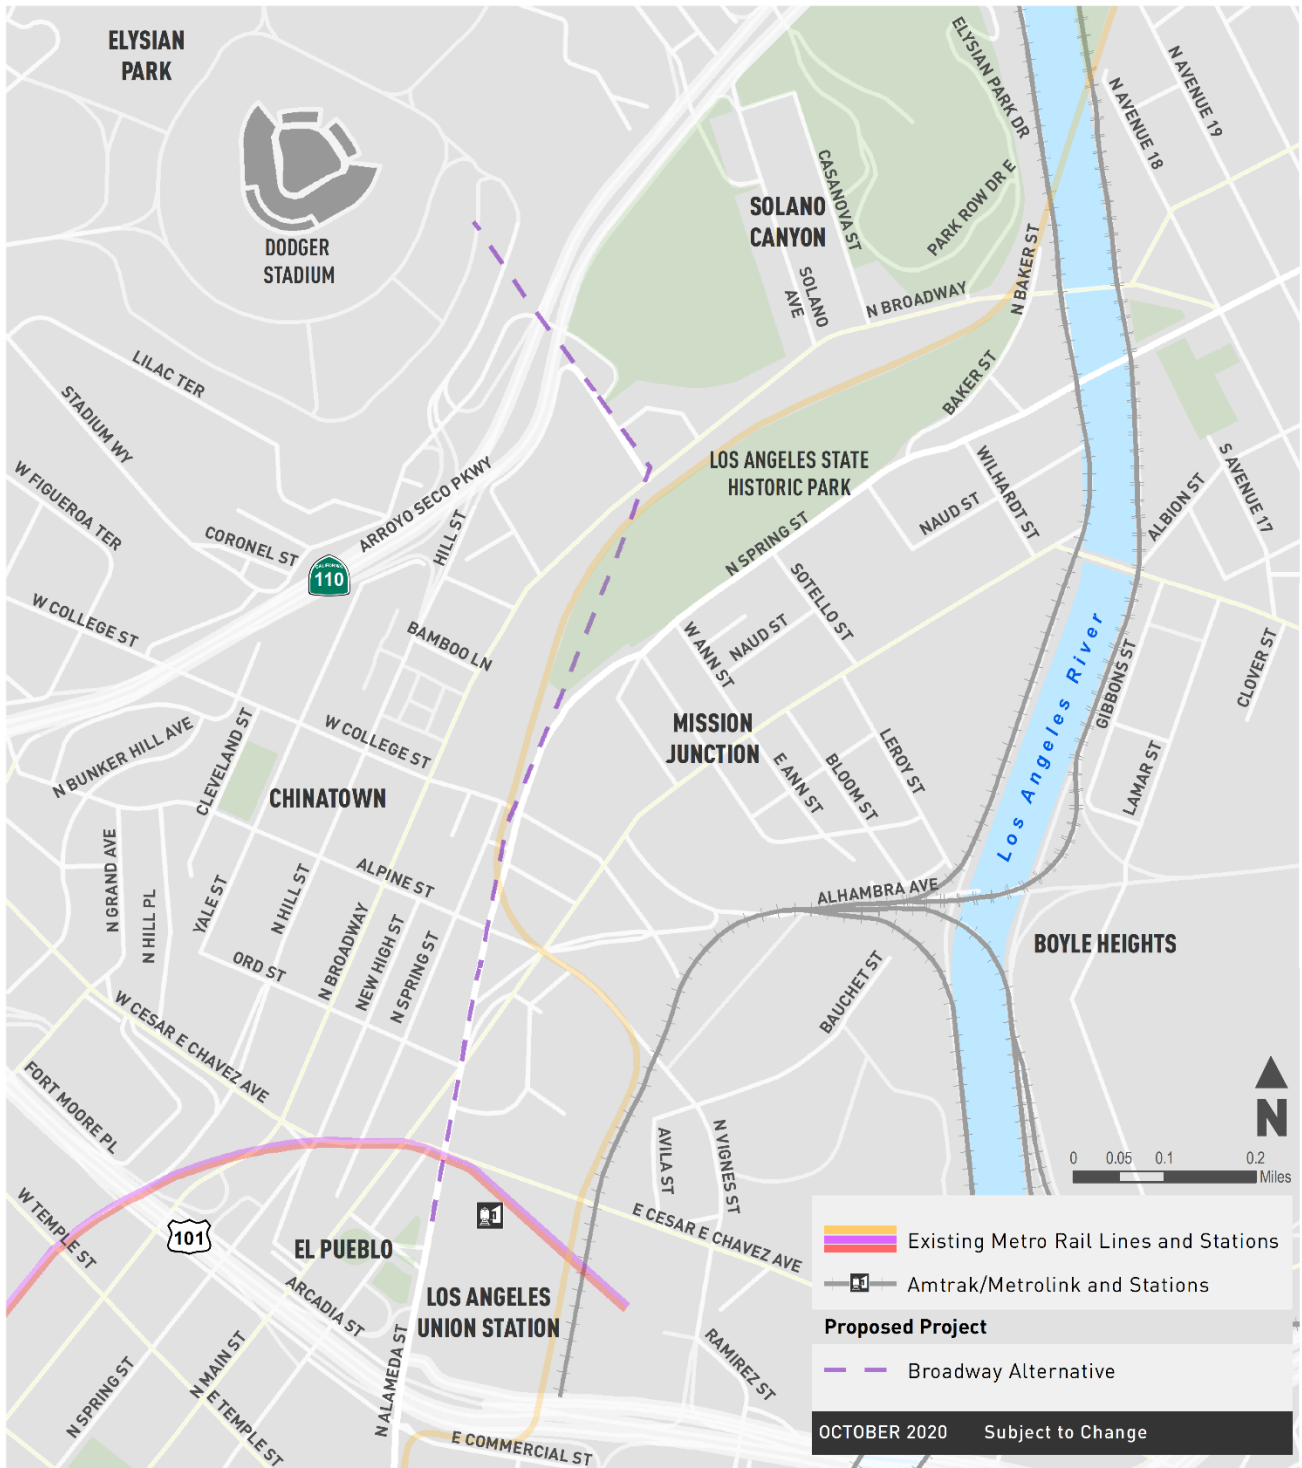 ELYSIAN
PARK
ELYSIAN PARK DR
N AVENUE 19
N AVENUE 18
CASANOVA ST
PARK ROW DR E
SOLANO
CANYON
DODGER
STADIUM
SOLANO
AVE
N BROADWAY
N BAKER ST
BAKER ST
LILAC TER
STADIUM WY
W FIGUEROA TER
ARROYO SECO PKWY
LOS ANGELES STATE
HISTORIC PARK
WILHARDT ST
NAUD ST
S AVENUE 17
ALBION ST
CORONEL ST
HILL ST
CALIFORNIA
110
N SPRING ST
SOTELLO ST
W COLLEGE ST
BAMBOO LN
W ANN ST
NAUD ST
Los Angeles River
GIBBONS ST
CLOVER ST
N BUNKER HILL AVE
CLEVELAND ST
W COLLEGE ST
MISSION
JUNCTION
E ANN ST
BLOOM ST
LEROY ST
LAMAR ST
CHINATOWN
N GRAND AVE
N HILL PL
YALE ST
N HILL ST
ALPINE ST
ALHAMBRA AVE
ORD ST
N BROADWAY
NEW HIGH ST
N SPRING ST
BOYLE HEIGHTS
BAUCHET ST
W CESAR E CHAVEZ AVE
FORT MOORE PL
N
AVILA ST
N VIGNES ST
0 0.05 0.1 0.2
Miles
W TEMPLE ST
101
EL PUEBLO
E CESAR E CHAVEZ AVE
Existing Metro Rail Lines and Stations
Amtrak/Metrolink and Stations
ARCADIA ST
LOS ANGELES
UNION STATION
Proposed Project
Broadway Alternative
N SPRING ST
N MAIN ST
E TEMPLE ST
N ALAMEDA ST
RAMIREZ ST
E COMMERCIAL ST
OCTOBER 2020 Subject to Change